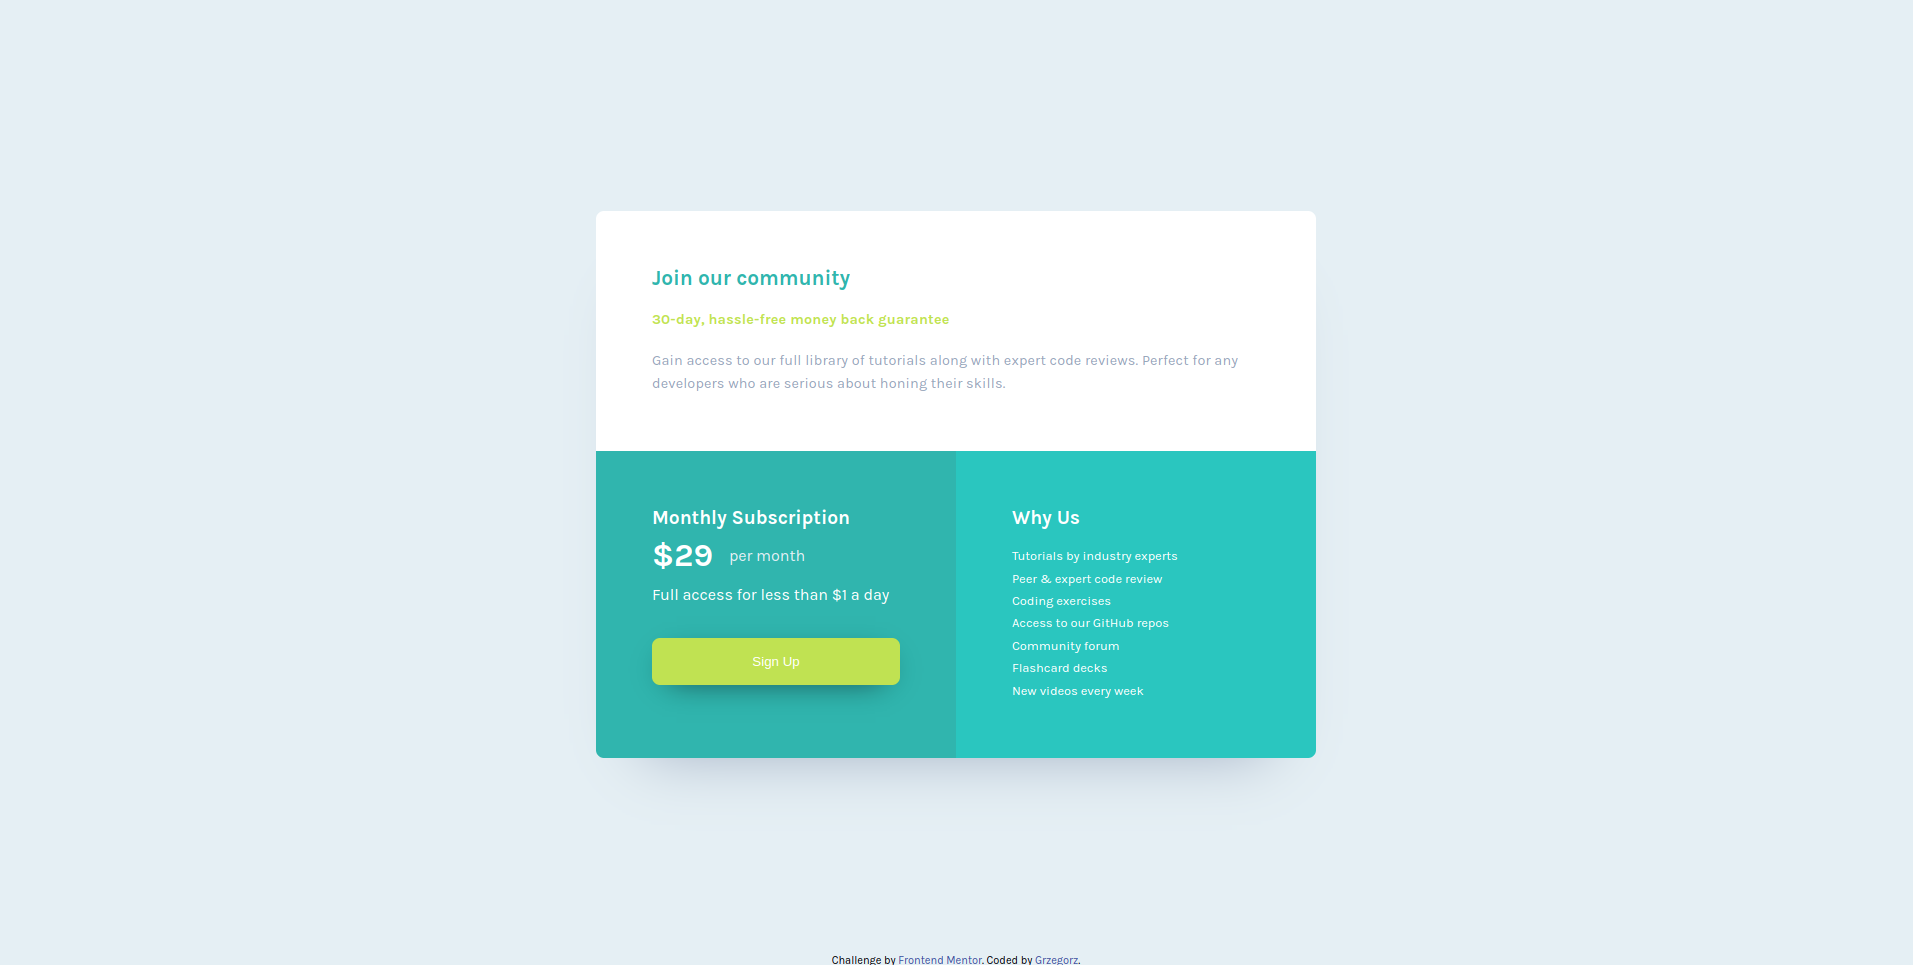 Join our community
30-day, hassle-free money back guarantee
Gain access to our full library of tutorials along with expert code reviews. Perfect for any
developers who are serious about honing their skills.
Monthly Subscription
$29 per month
Full access for less than $1 a day
Sign Up
Why Us
Tutorials by industry experts
Peer & expert code review
Coding exercises
Access to our GitHub repos
Community forum
Flashcard decks
New videos every week
Challenge by Frontend Mentor. Coded by Grzegorz.